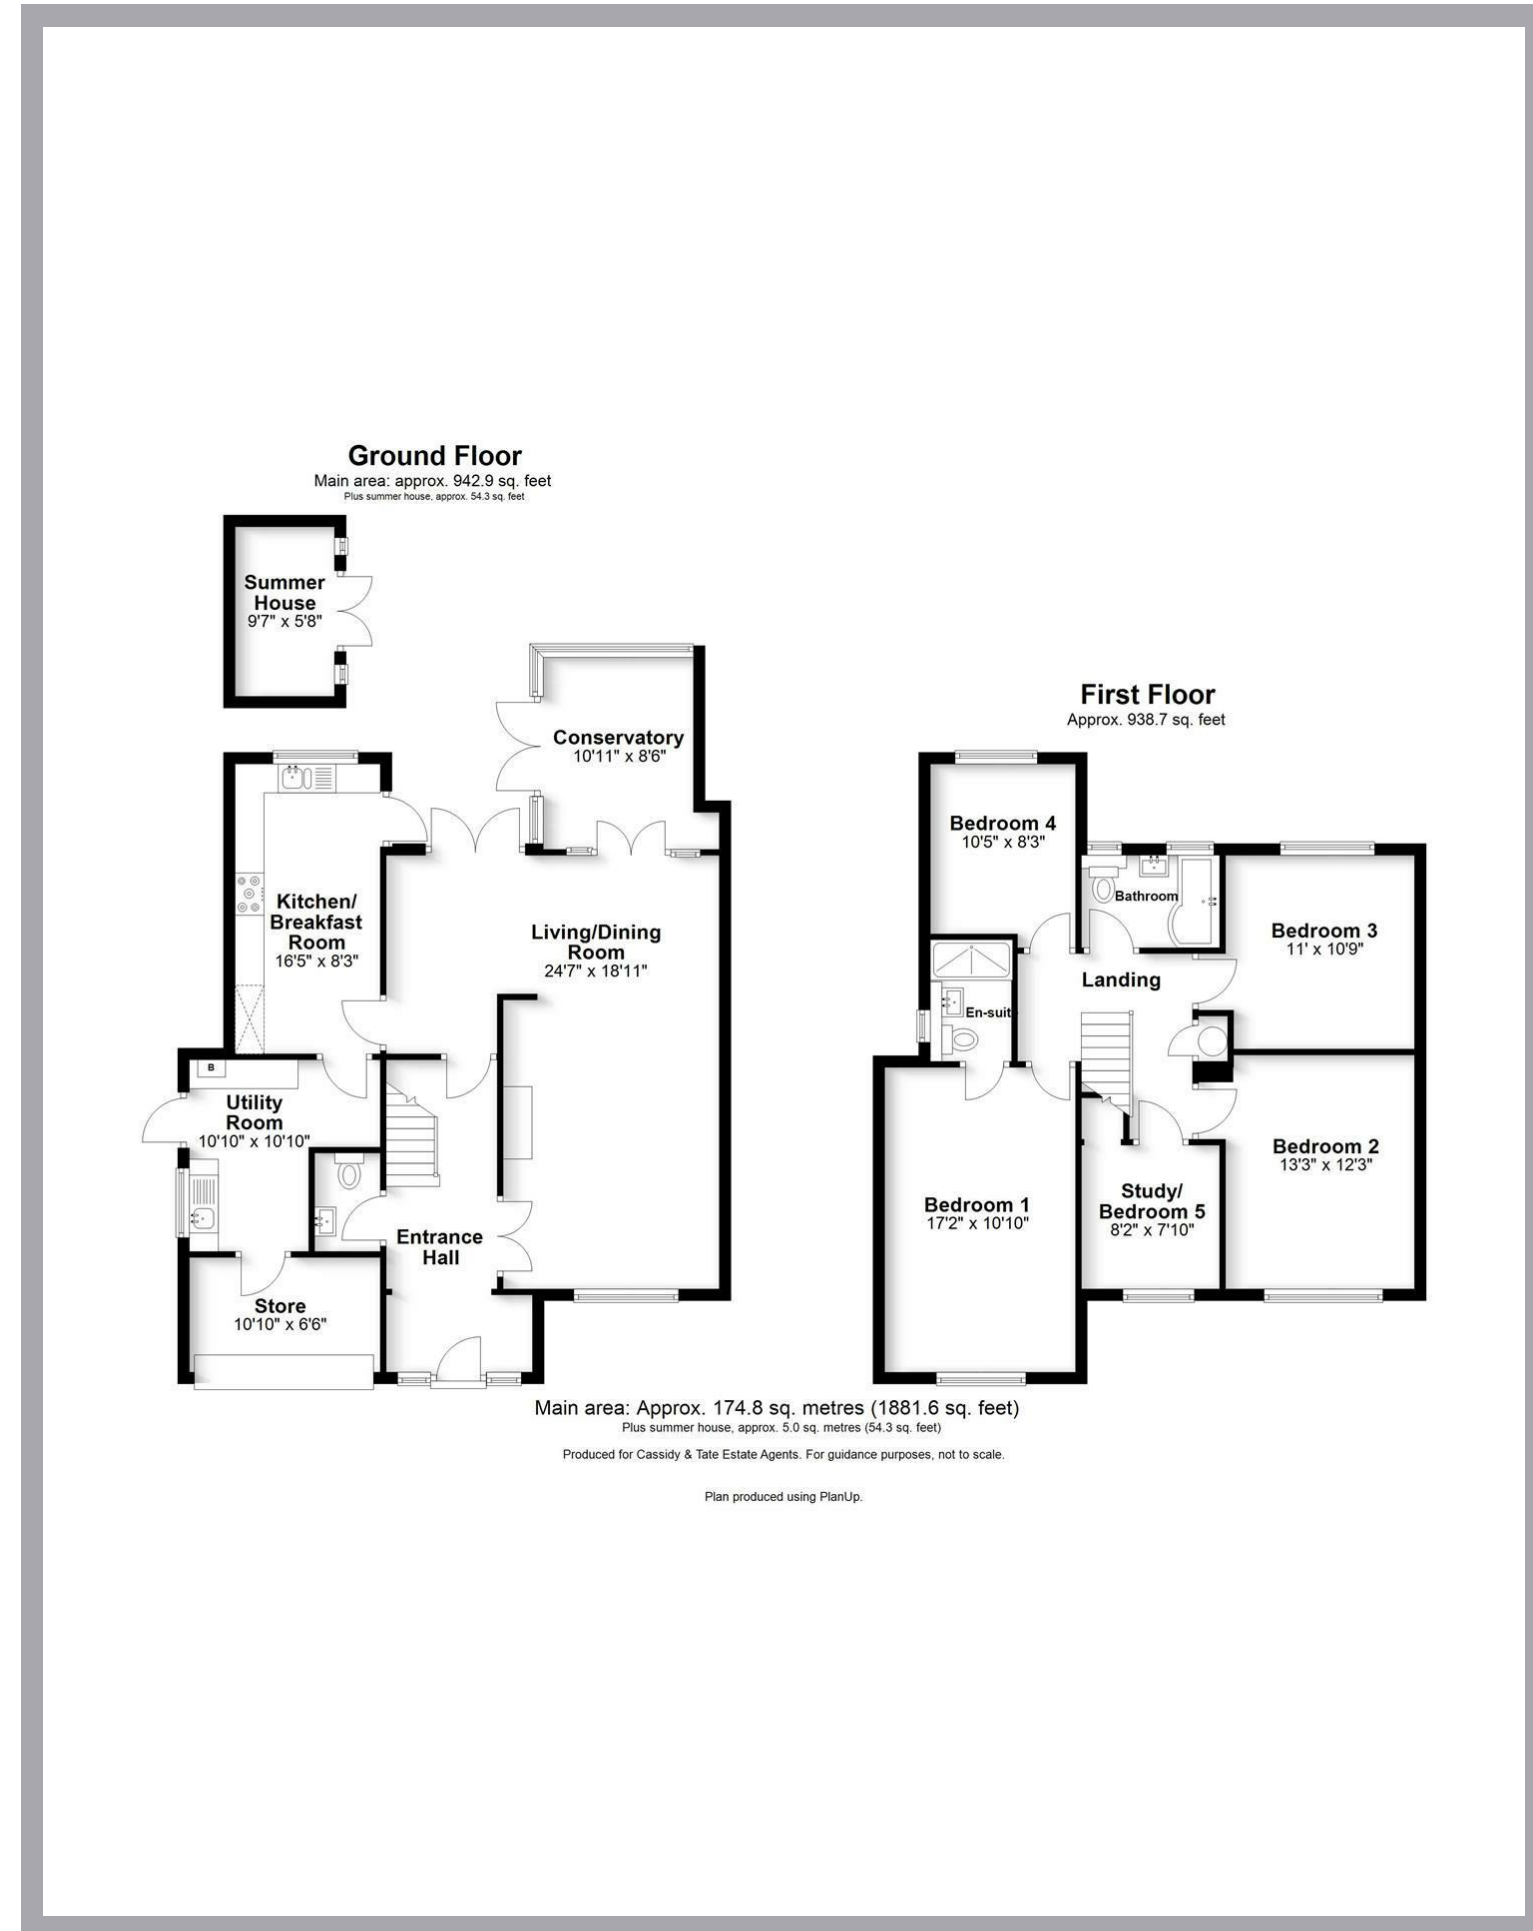 Ground Floor
Main area: approx. 942.9 sq. feet
Plus summer house, approx. 54.3 sq. feet
Summer
House
9'7" x 5'8"
Conservatory
10'11" x 8'6"
Kitchen/
Breakfast
Room
16'5" x 8'3"
Living/Dining
Room
24'7" x 18'11"
B
Utility
Room
10'10" x 10'10"
Entrance
Hall
Store
10'10" x 6'6"
First Floor
Approx. 938.7 sq. feet
Bedroom 4
10'5" x 8'3"
Bathroom
Bedroom 3
11' x 10'9"
Landing
En-suit
Bedroom 2
13'3" x 12'3"
Study/
Bedroom 5
8'2" x 7'10"
Bedroom 1
17'2" x 10'10"
Main area: Approx. 174.8 sq. metres (1881.6 sq. feet)
Plus summer house, approx. 5.0 sq. metres (54.3 sq. feet)
Produced for Cassidy & Tate Estate Agents. For guidance purposes, not to scale.
Plan produced using PlanUp.